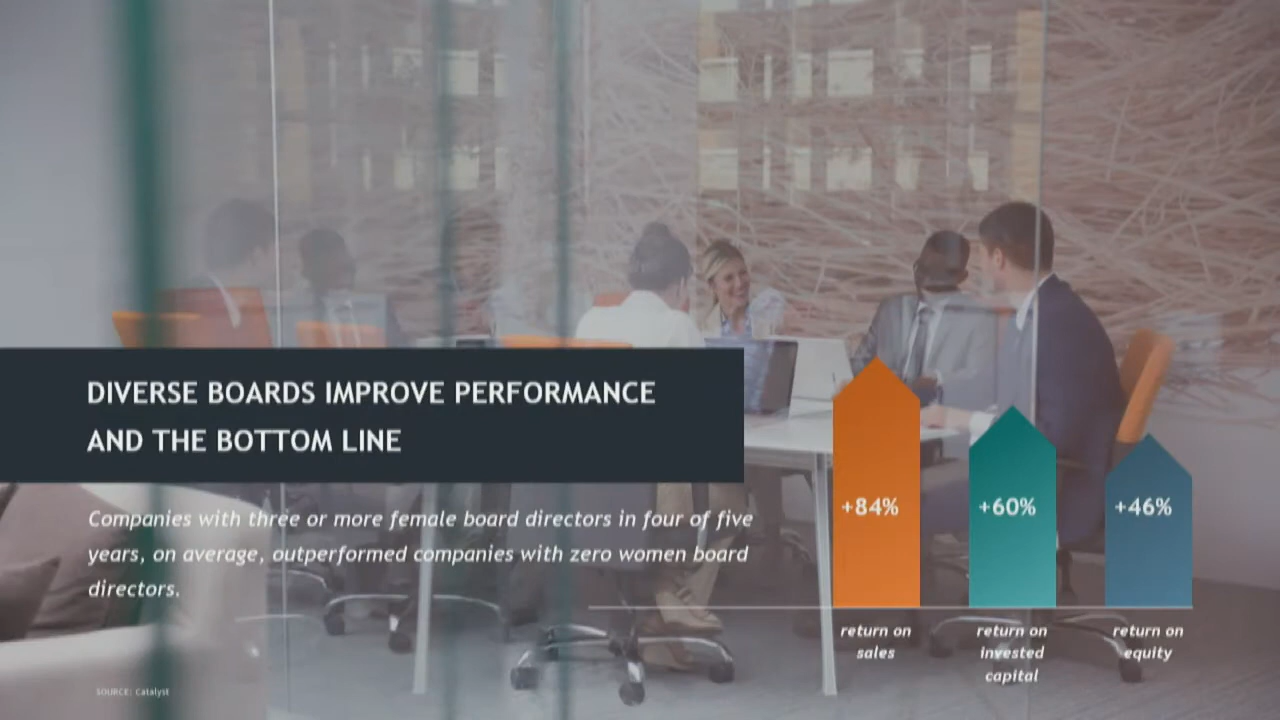 DIVERSE BOARDS IMPROVE PERFORMANCE
AND THE BOTTOM LINE
Companies with three or more female board directors in four of five
years, on average, outperformed companies with zero women board
directors.
+84%
+60%
+46%
return on
sales
return on
invested
capital
return on
equity
SOURCE: Catalyst